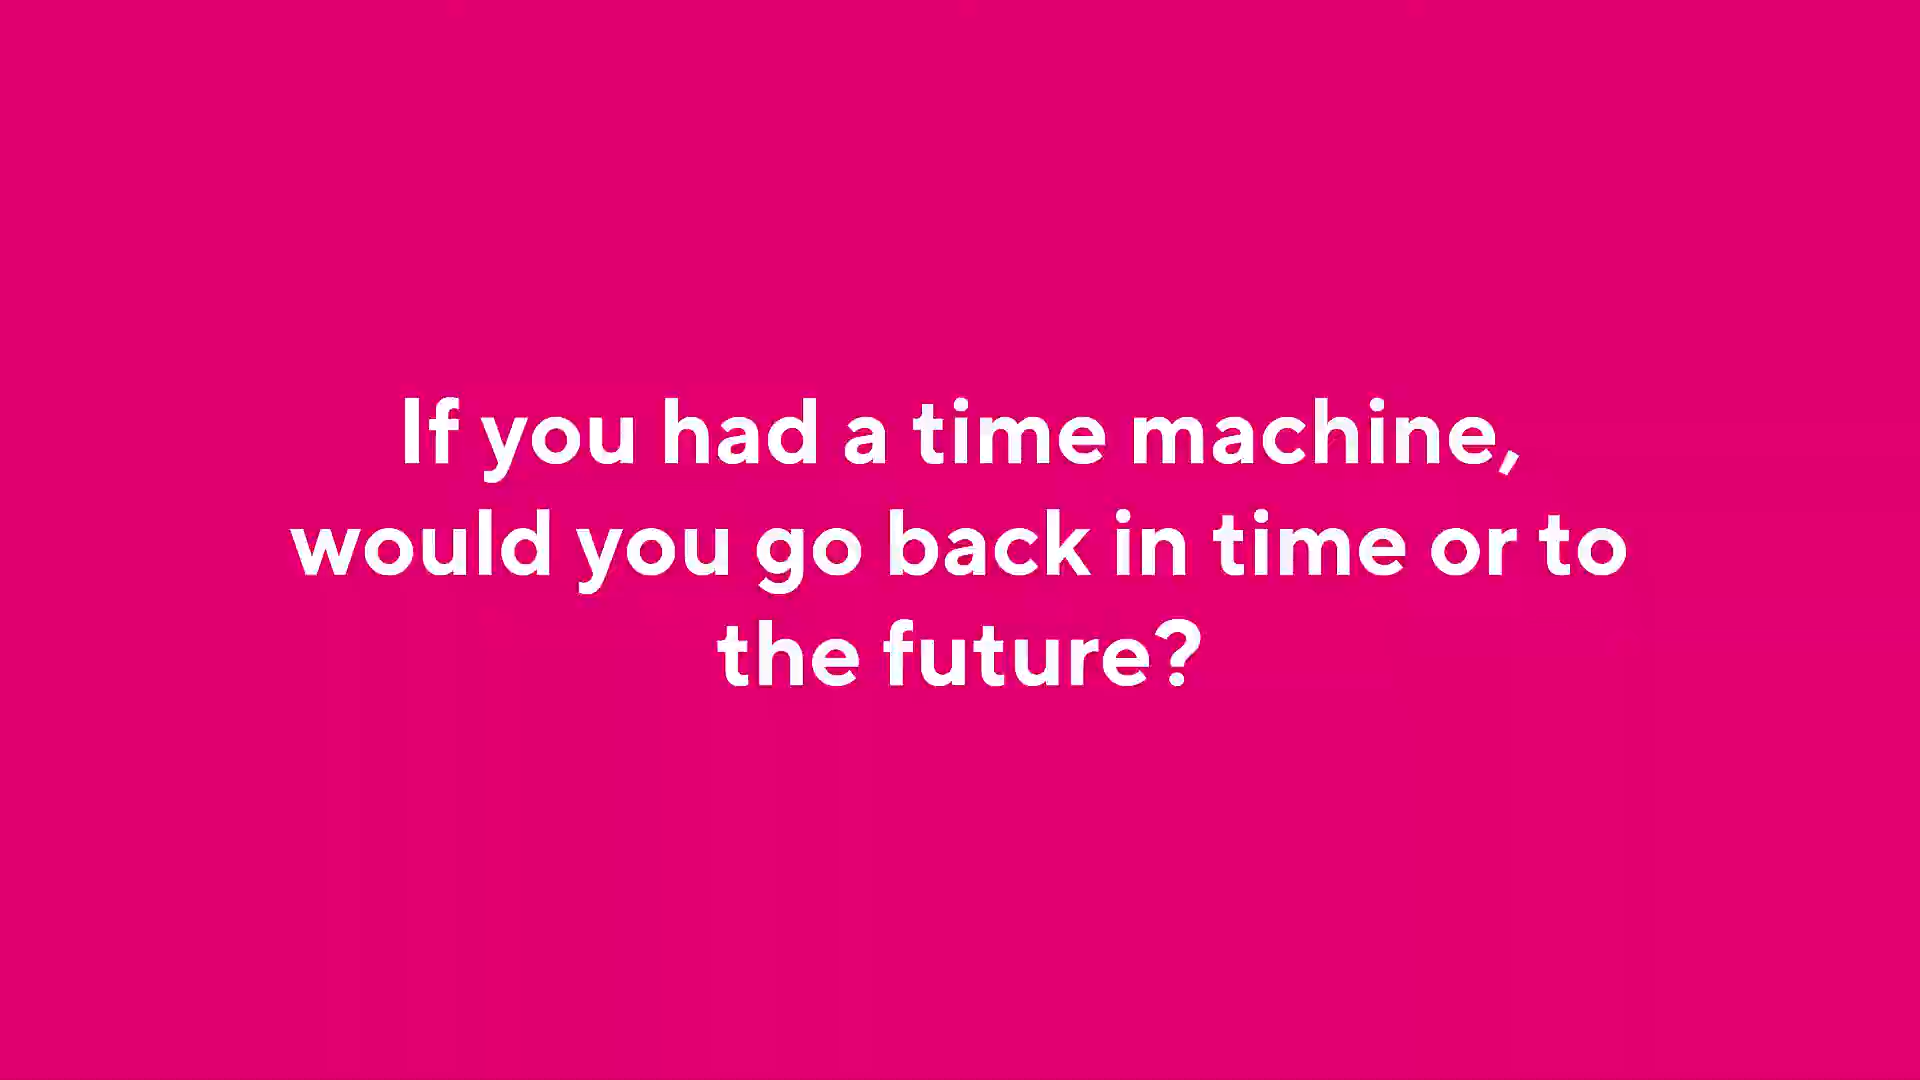 If you had a time machine,
would you go back in time or to
the future?